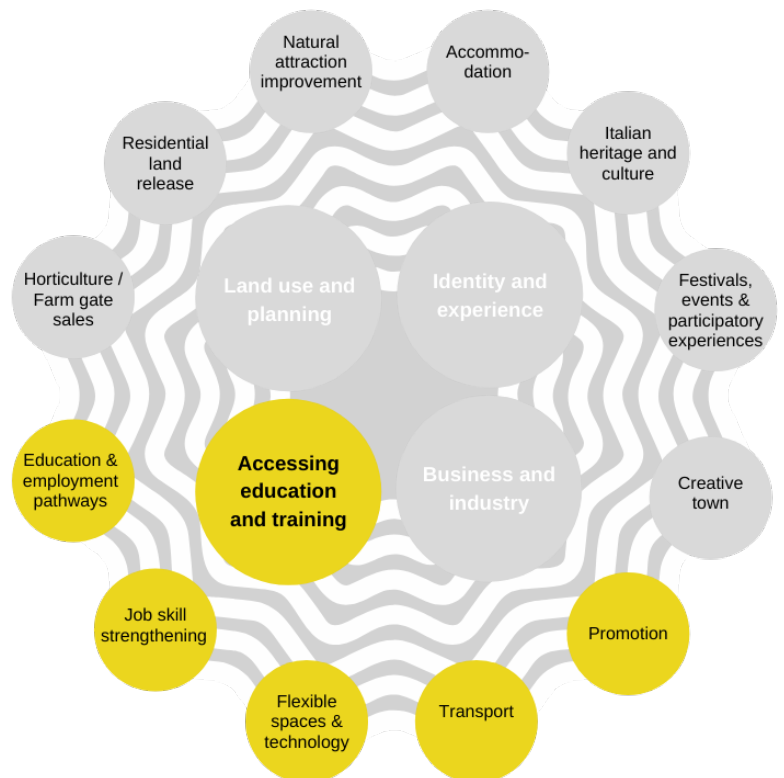 Natural
attraction
improvement
Accommo-
dation
Italian
heritage and
culture
Festivals,
events &
participatory
experiences
Creative
town
Promotion
Transport
Flexible
spaces &
technology
Job skill
strengthening
Education &
employment
pathways
Horticulture /
Farm gate
sales
Residential
land
release
Land use and
planning
Identity and
experience
Accessing
education
and training
Business and
industry